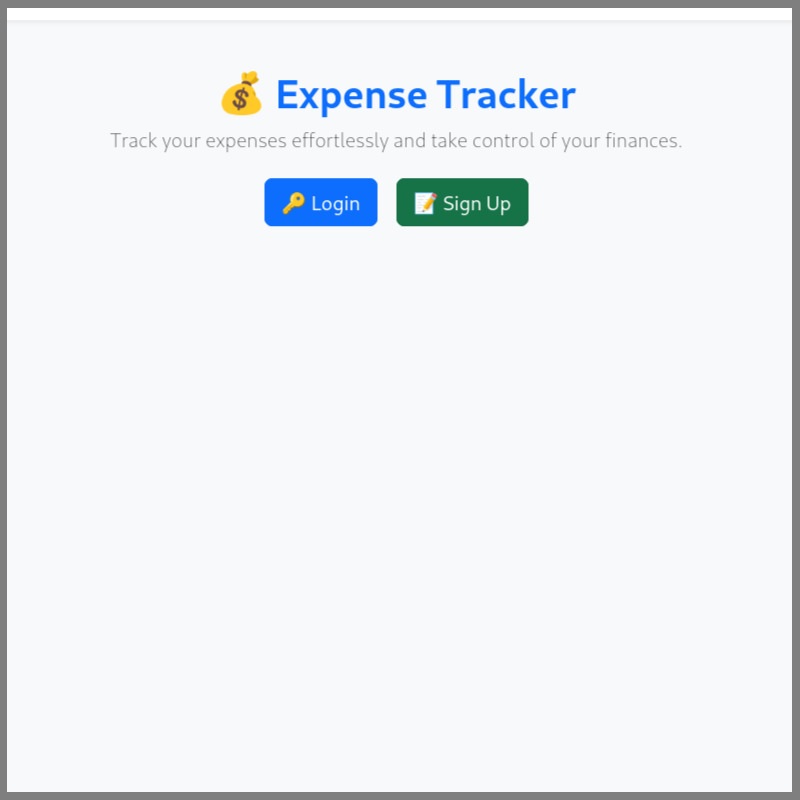 💰 Expense Tracker
Track your expenses effortlessly and take control of your finances.
🔑 Login
📝 Sign Up